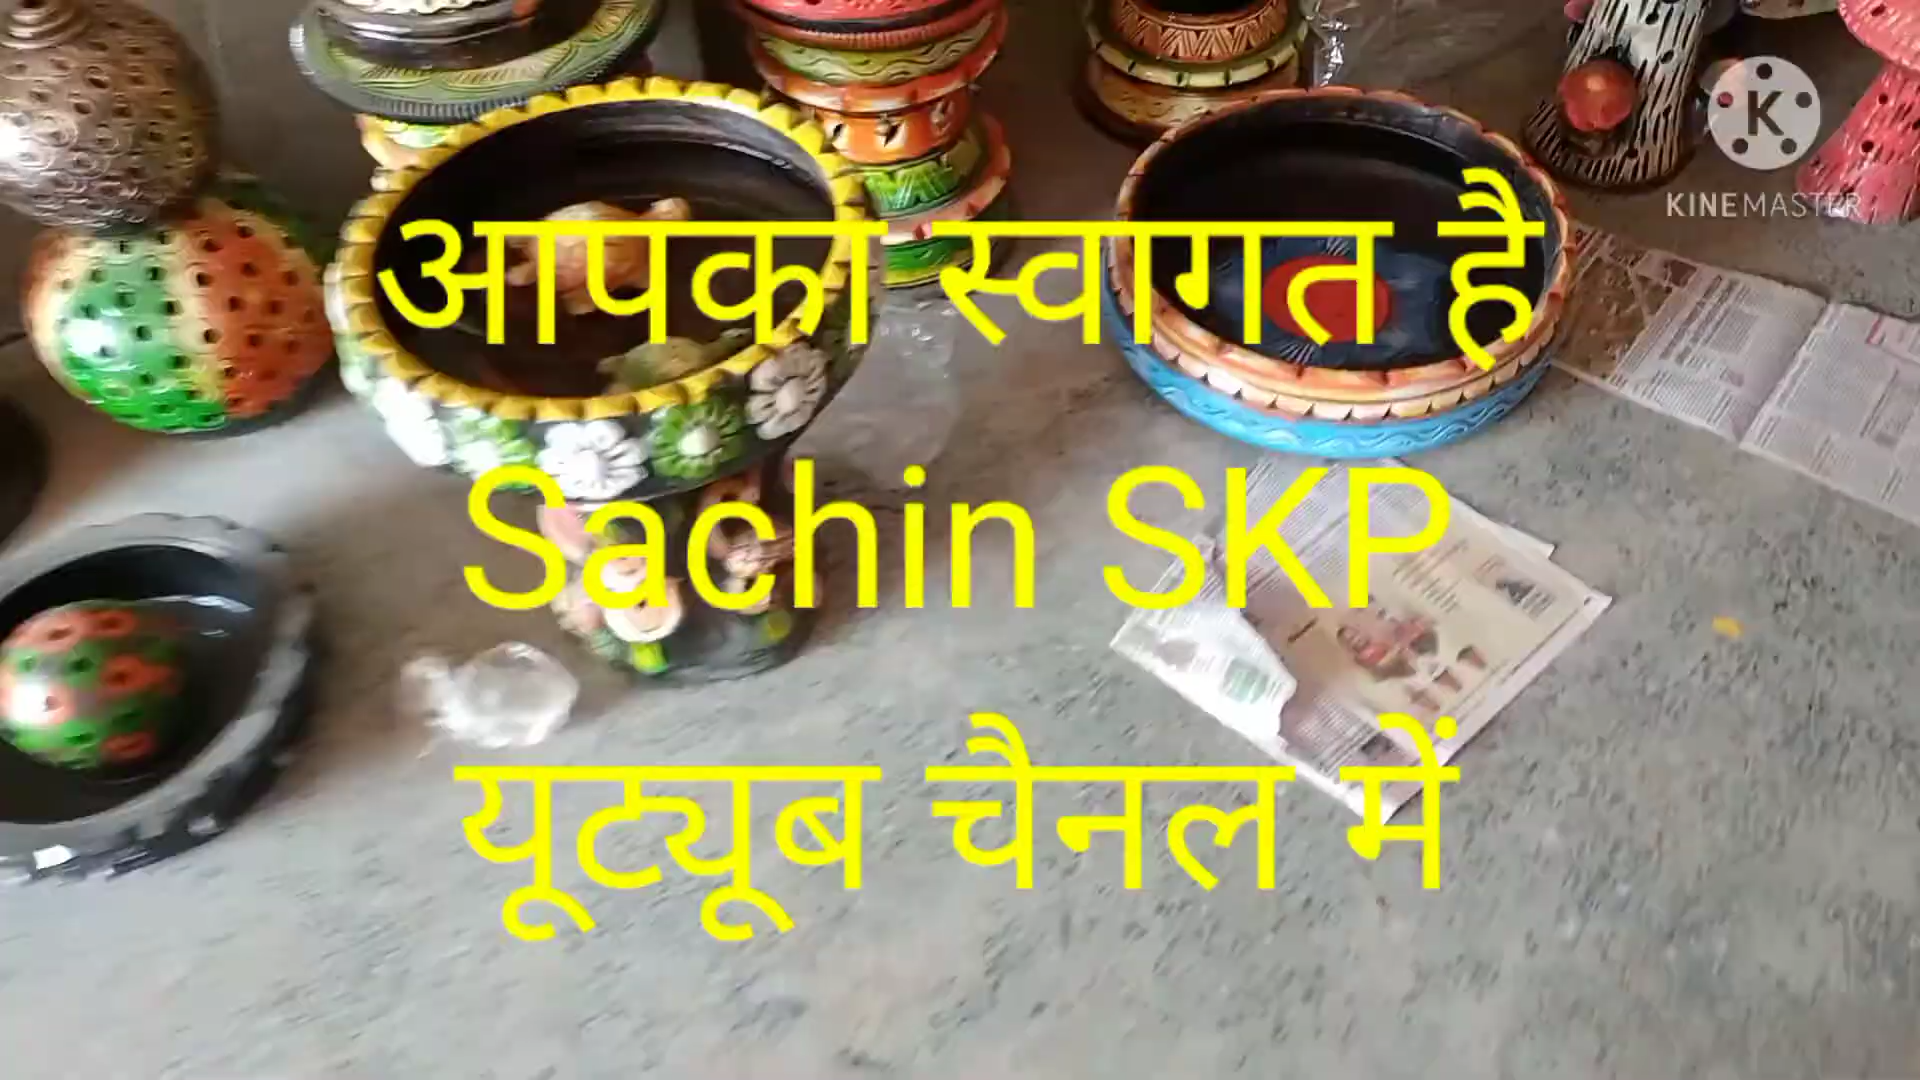 K
KINEMASTER
आपका स्वागत है
Sachin SKP
यूट्यूब चैनल में